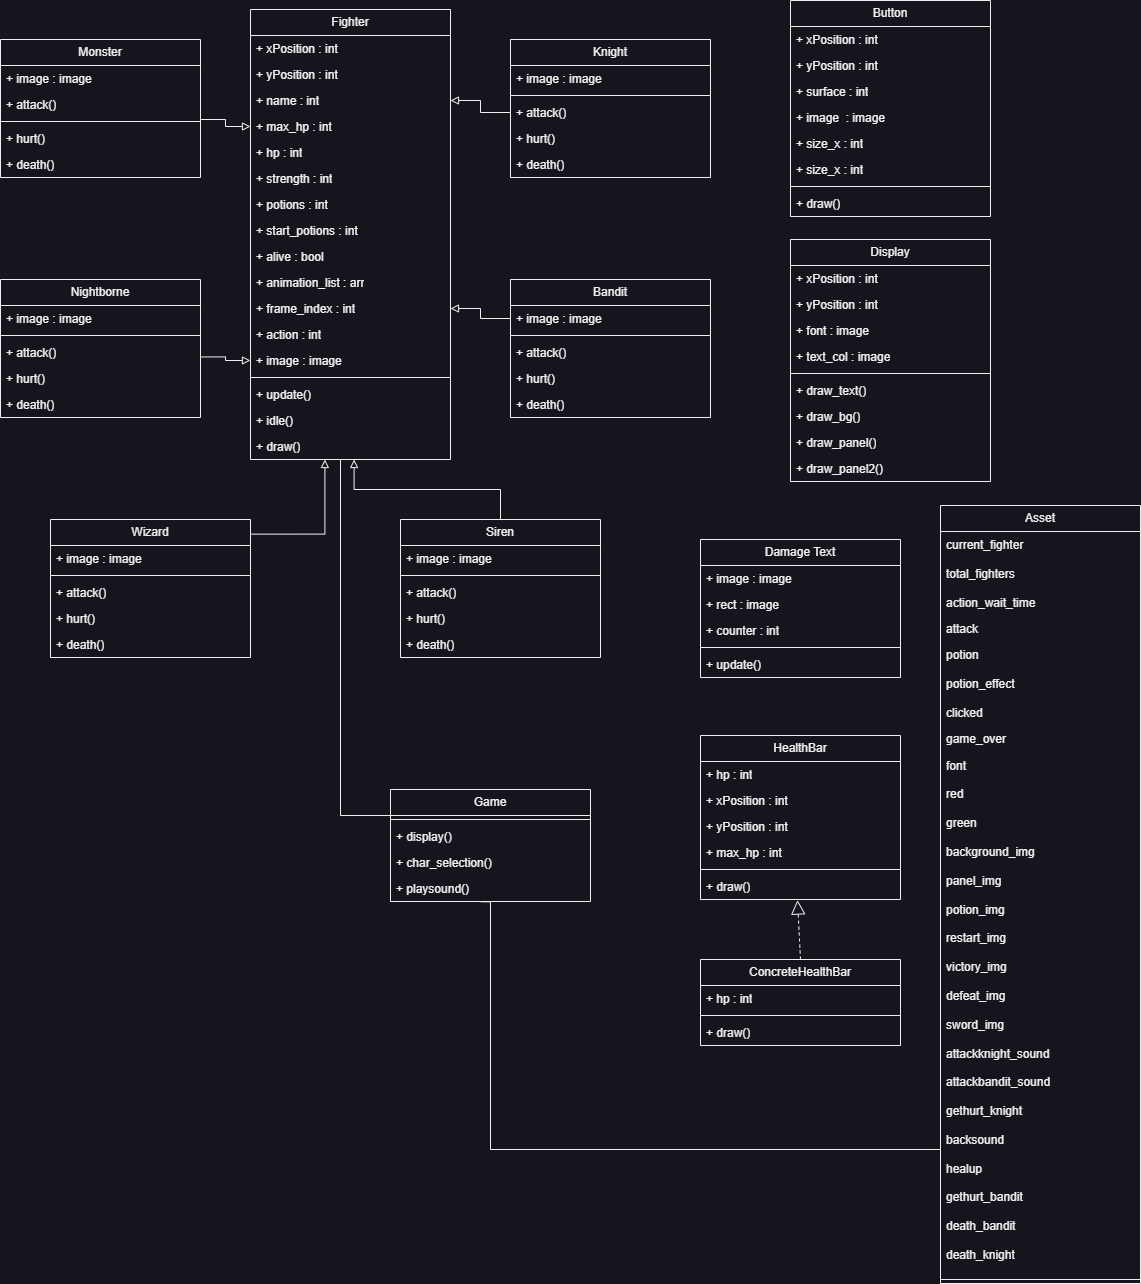 Fighter
+ xPosition : int
+ yPosition : int
+ name : int
+ max_hp : int
+ hp : int
+ strength : int
+ potions : int
+ start_potions : int
+ alive : bool
+ animation_list : arr
+ frame_index : int
+ action : int
+ image : image
+ update()
+ idle()
+ draw()
Monster
+ image : image
+ attack()
+ hurt()
+ death()
Knight
+ image : image
+ attack()
+ hurt()
+ death()
Button
+ xPosition : int
+ yPosition : int
+ surface : int
+ image  : image
+ size_x : int
+ size_x : int
+ draw()
Nightborne
+ image : image
+ attack()
+ hurt()
+ death()
Bandit
+ image : image
+ attack()
+ hurt()
+ death()
Display
+ xPosition : int
+ yPosition : int
+ font : image
+ text_col : image
+ draw_text()
+ draw_bg()
+ draw_panel()
+ draw_panel2()
Wizard
+ image : image
+ attack()
+ hurt()
+ death()
Siren
+ image : image
+ attack()
+ hurt()
+ death()
Damage Text
+ image : image
+ rect : image
+ counter : int
+ update()
Asset
current_fighter
total_fighters
action_wait_time
attack
potion
potion_effect
clicked
game_over
font
red
green
background_img
panel_img
potion_img
restart_img
victory_img
defeat_img
sword_img
attackknight_sound
attackbandit_sound
gethurt_knight
backsound
healup
gethurt_bandit
death_bandit
death_knight
Game
+ display()
+ char_selection()
+ playsound()
HealthBar
+ hp : int
+ xPosition : int
+ yPosition : int
+ max_hp : int
+ draw()
ConcreteHealthBar
+ hp : int
+ draw()